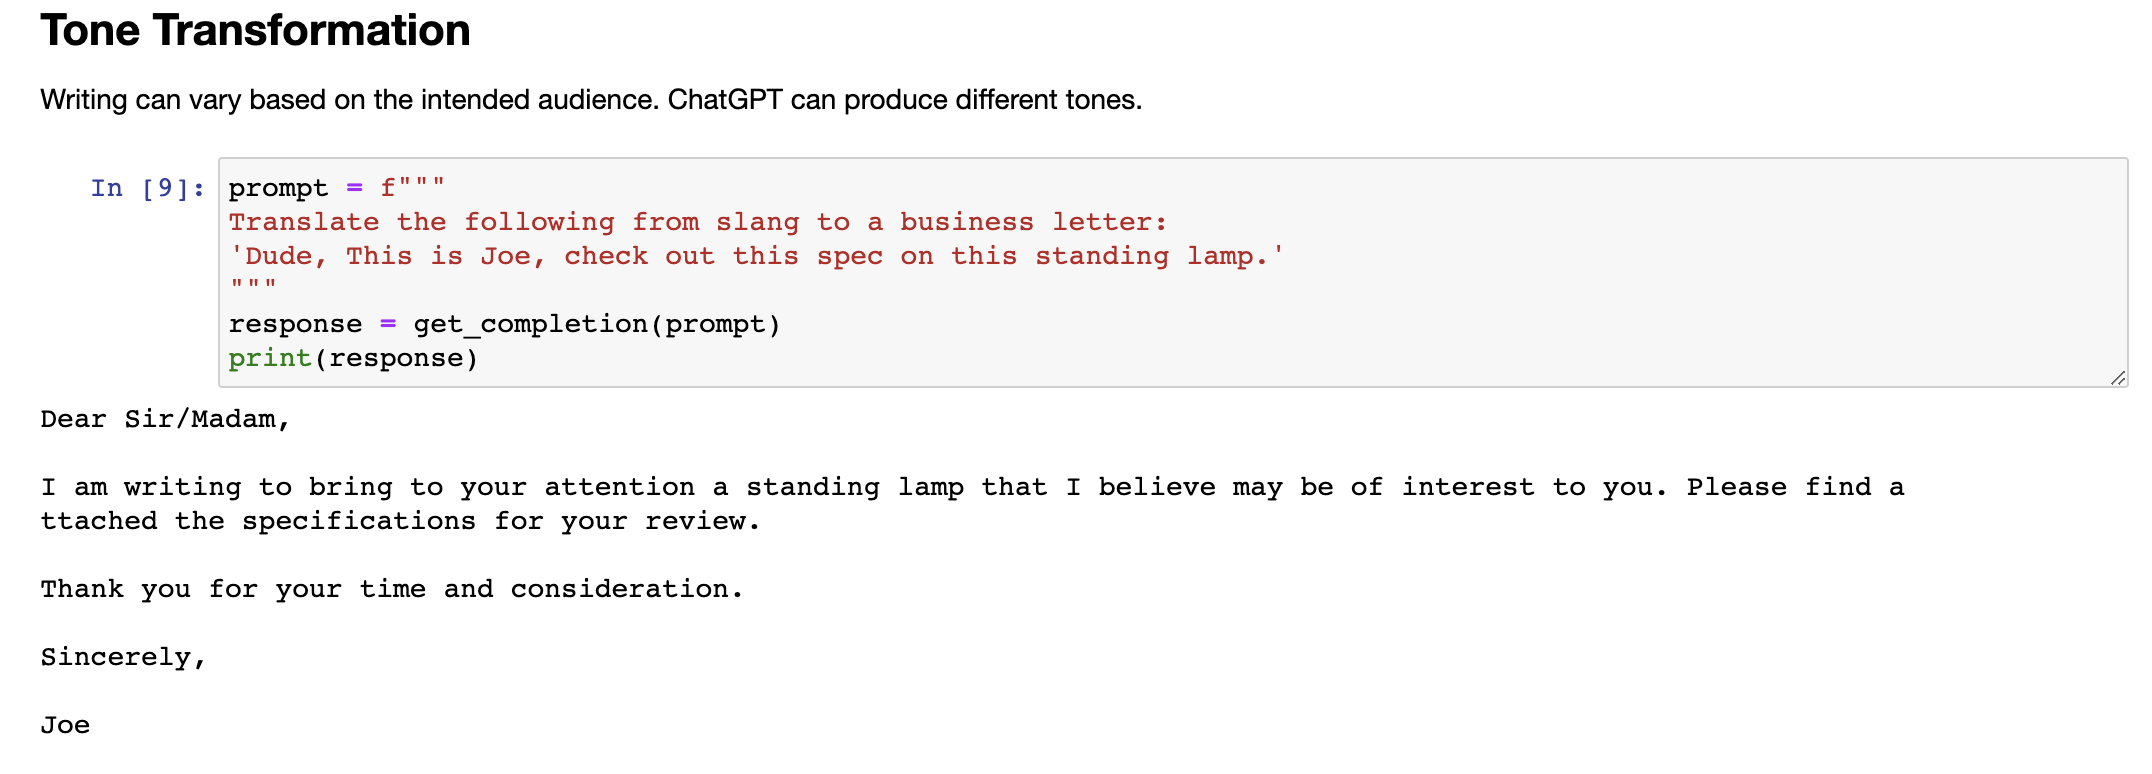 Tone Transformation
Writing can vary based on the intended audience. ChatGPT can produce different tones.
In [9]: prompt = f"""
Translate the following from slang to a business letter:
'Dude, This is Joe, check out this spec on this standing lamp.'
"""
response = get_completion(prompt)
print(response)
Dear Sir/Madam,
I am writing to bring to your attention a standing lamp that I believe may be of interest to you. Please find a
ttached the specifications for your review.
Thank you for your time and consideration.
Sincerely,
Joe